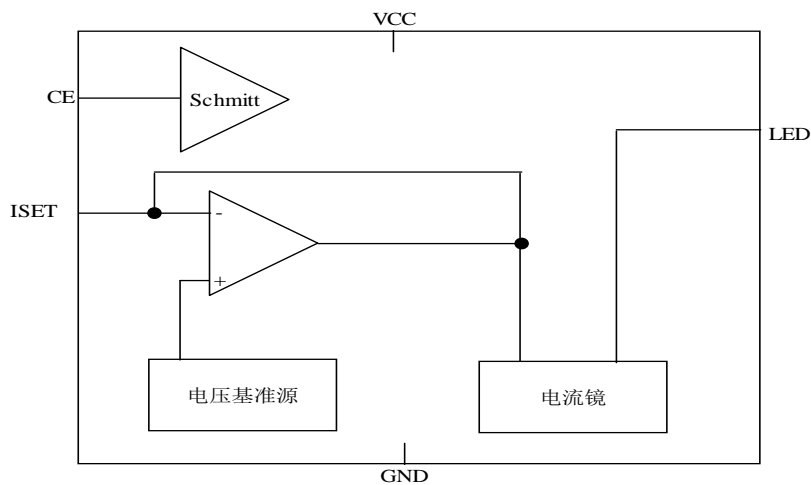 VCC
CE
Schmitt
LED
ISET
-
+
电压基准源
电流镜
GND